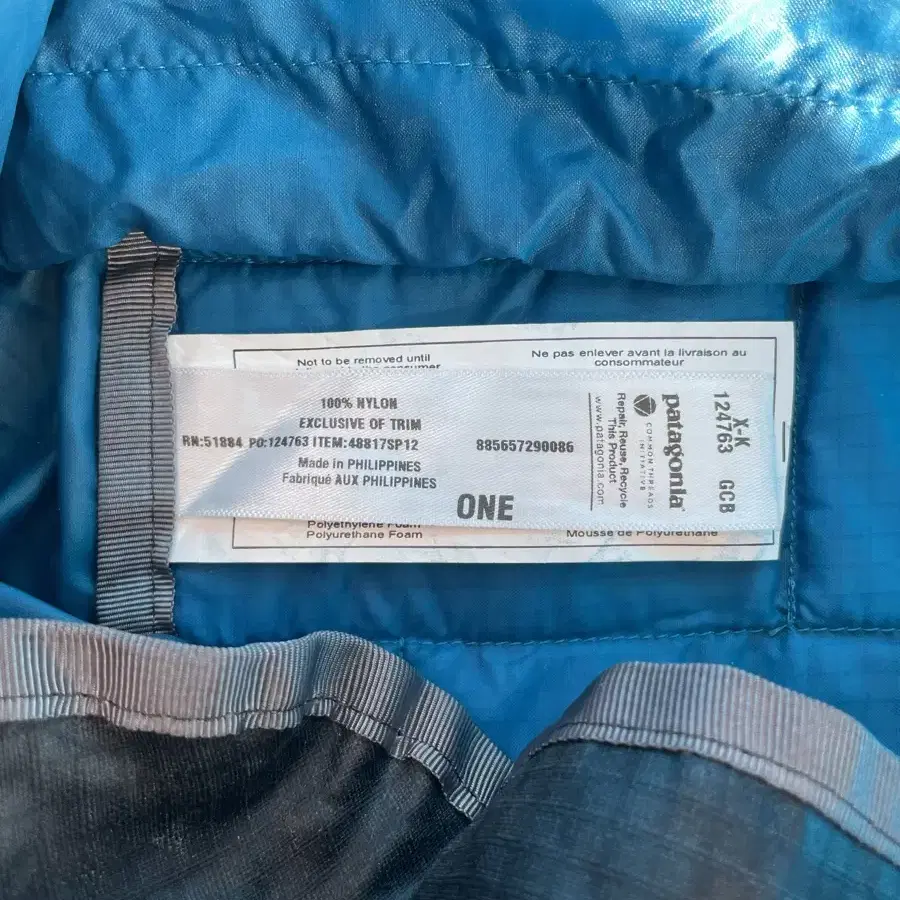 Not to be removed until
Ne pas enlever avant la livraison au
consommateur
100% NYLON
EXCLUSIVE OF TRIM
RN:51884 PO:124763 ITEM:48817SP12
885657290086
Made in PHILIPPINES
Fabriqué AUX PHILIPPINES
ONE
X-K
124763 GCB
patagonia
COMMON THREADS
INITIATIVE
Repair, Reuse, Recycle
This Product
www.patagonia.com
Polyethylene Foam
Polyurethane Foam
Mousse de Polyuréthane